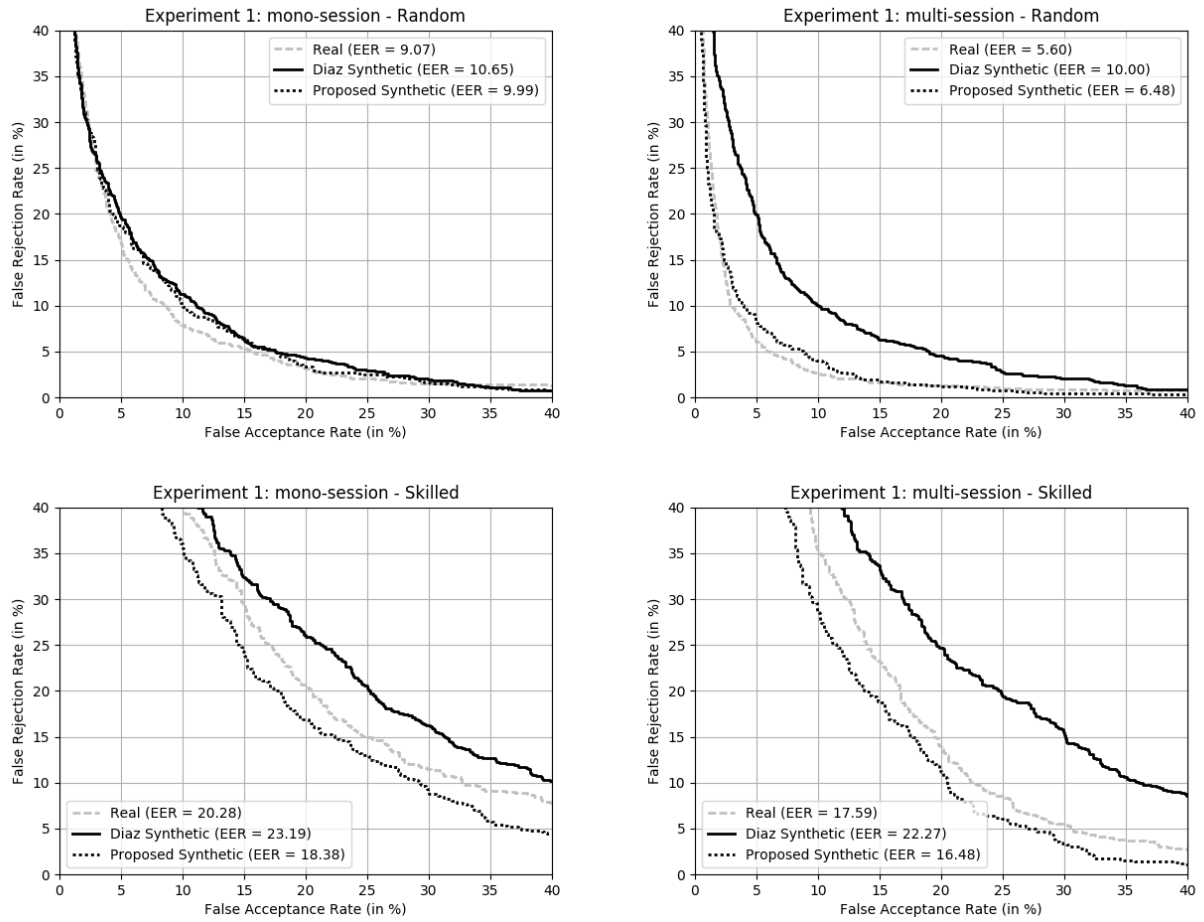 Experiment 1: mono-session - Random
False Rejection Rate (in %)
40
35
30
25
20
15
10
5
0
Real (EER = 9.07)
Diaz Synthetic (EER = 10.65)
Proposed Synthetic (EER = 9.99)
0 5 10 15 20 25 30 35 40
False Acceptance Rate (in %)
Experiment 1: multi-session - Random
False Rejection Rate (in %)
40
35
30
25
20
15
10
5
0
Real (EER = 5.60)
Diaz Synthetic (EER = 10.00)
Proposed Synthetic (EER = 6.48)
0 5 10 15 20 25 30 35 40
False Acceptance Rate (in %)
Experiment 1: mono-session - Skilled
False Rejection Rate (in %)
40
35
30
25
20
15
10
5
0
Real (EER = 20.28)
Diaz Synthetic (EER = 23.19)
Proposed Synthetic (EER = 18.38)
0 5 10 15 20 25 30 35 40
False Acceptance Rate (in %)
Experiment 1: multi-session - Skilled
False Rejection Rate (in %)
40
35
30
25
20
15
10
5
0
Real (EER = 17.59)
Diaz Synthetic (EER = 22.27)
Proposed Synthetic (EER = 16.48)
0 5 10 15 20 25 30 35 40
False Acceptance Rate (in %)